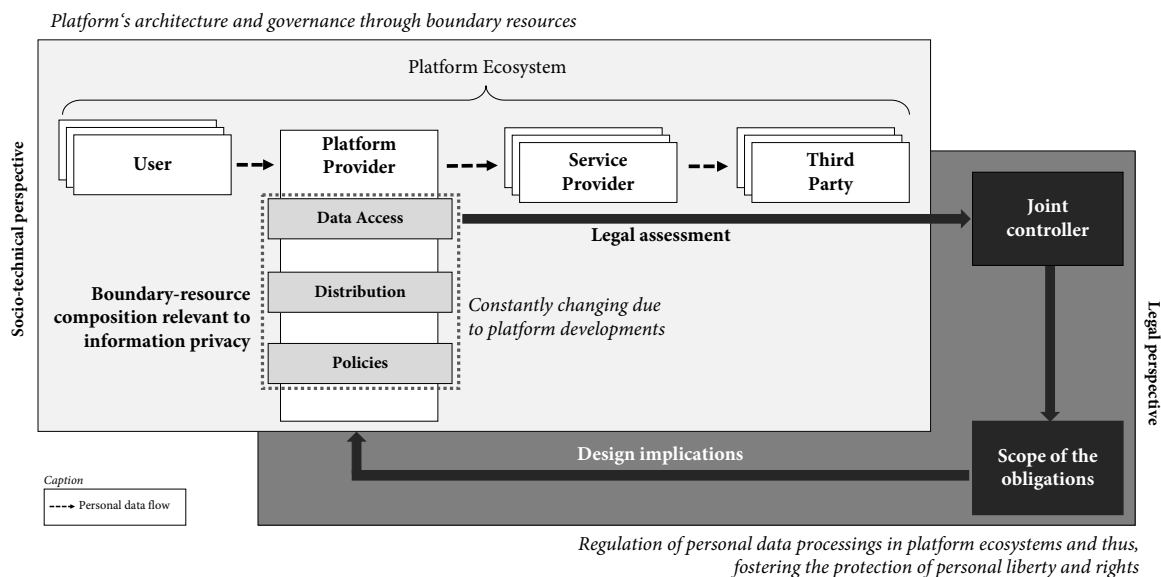 Platform's architecture and governance through boundary resources
Platform Ecosystem
Socio-technical perspective
User
Platform
Provider
Service
Provider
Third
Party
Data Access
Legal assessment
Joint
controller
Distribution
Boundary-resource
composition relevant to
information privacy
Constantly changing due
to platform developments
Policies
Legal perspective
Design implications
Scope of the
obligations
Caption
Personal data flow
Regulation of personal data processings in platform ecosystems and thus,
fostering the protection of personal liberty and rights